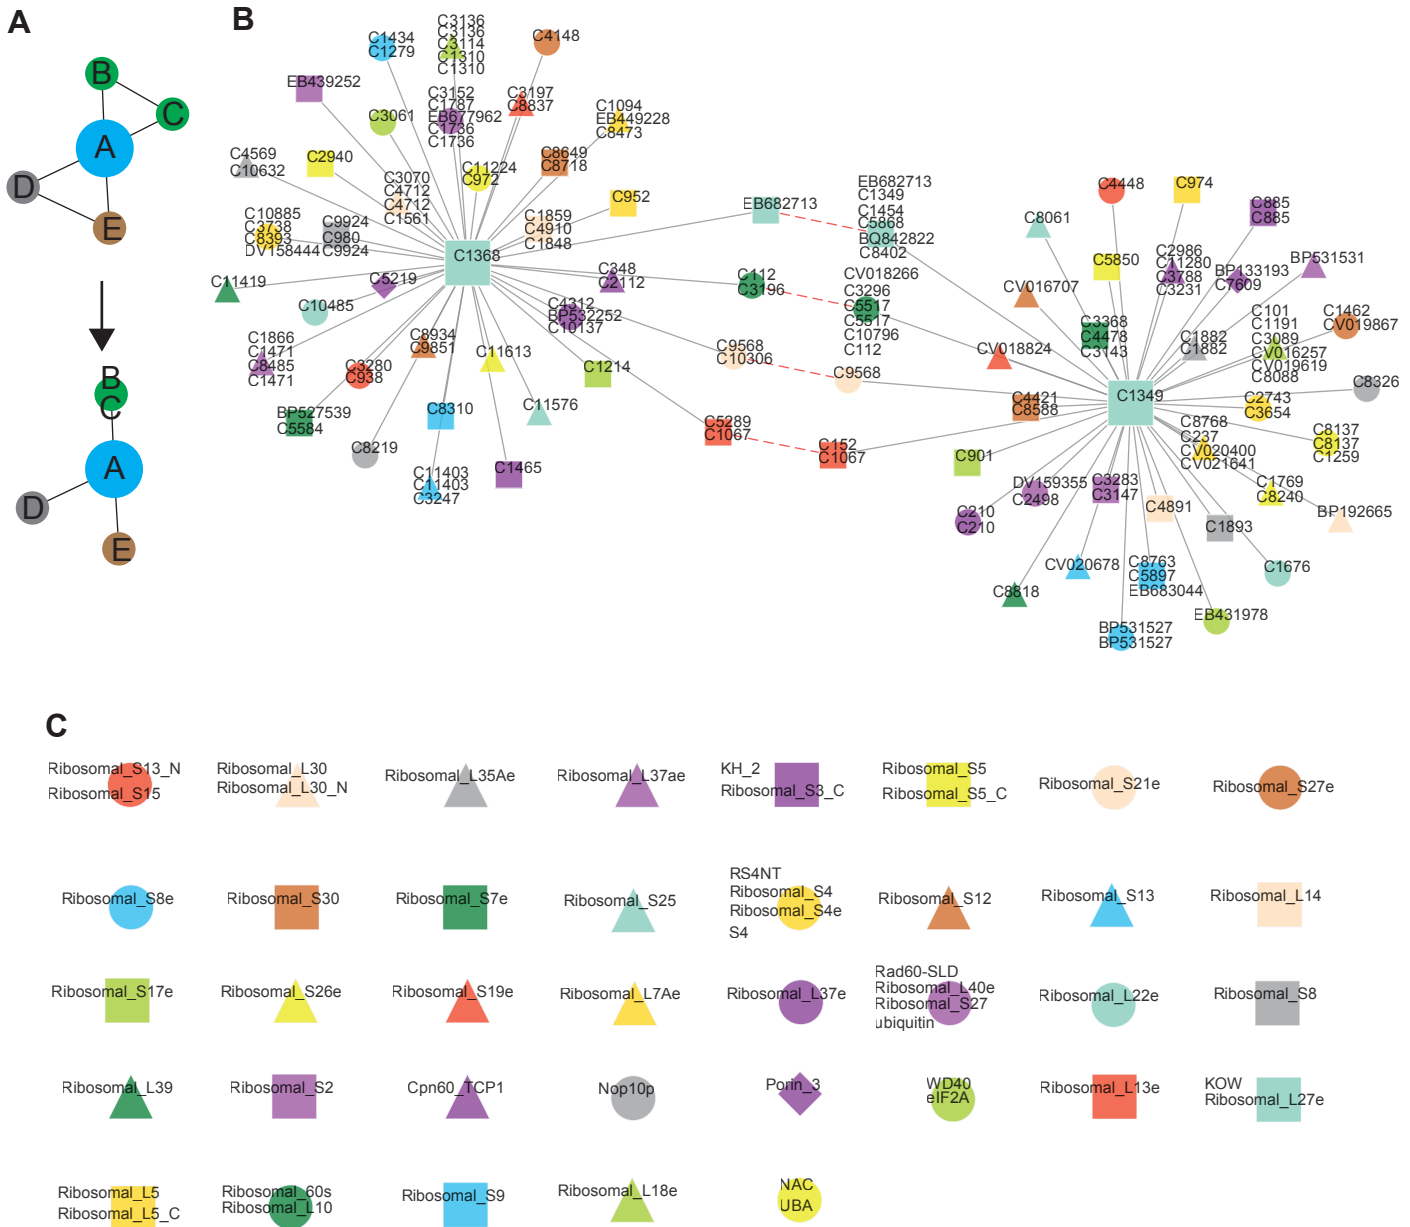 A
B
B
C
A
D
E
B
C
A
D
E
C1434
C1279
C3136
C3136
C3114
C1310
C1310
C4148
EB439252
C3061
C3152
C1787
EB677962
C1736
C1736
C3197
C8837
C1094
EB449228
C8473
C4569
C10632
C2940
C3070
C4712
C4712
C1561
C11224
C972
C8649
C8718
C952
C10885
C3738
C8393
DV158444
C9924
C980
C9924
C1859
C4910
C1848
C1368
EB682713
EB682713
C1349
C1454
C5868
BQ842822
C8402
C11419
C10485
C5219
C348
C2112
C112
C3196
CV018266
C3296
C5517
C5517
C10796
C112
C4312
BP532252
C10137
C1866
C1471
C8485
C1471
C3280
C938
C8934
C9851
C11613
C1214
C9568
C10306
C9568
BP527539
C5584
C8219
C8310
C11576
C11403
C11403
C3247
C1465
C5289
C1067
C152
C1067
C4448
C974
C885
C885
C8061
C5850
C2986
C11280
C3788
C3231
BP133193
C7609
BP531531
CV016707
C3368
C4478
C3143
C1882
C1882
C101
C1191
C3089
CV016257
CV019619
C8088
C1462
CV019867
CV018824
C1349
C8326
C4421
C8588
C2743
C3654
C8768
C237
CV020400
CV021641
C8137
C8137
C1259
C901
DV159355
C2498
C3283
C3147
C4891
C1769
C8240
BP192665
C210
C210
C1893
CV020678
C8763
C5897
EB683044
C1676
C8818
BP531527
BP531527
EB431978
C
Ribosomal_S13_N
Ribosomal_S15
Ribosomal_L30
Ribosomal_L30_N
Ribosomal_L35Ae
Ribosomal_L37ae
KH_2
Ribosomal_S3_C
Ribosomal_S5
Ribosomal_S5_C
Ribosomal_S21e
Ribosomal_S27e
Ribosomal_S8e
Ribosomal_S30
Ribosomal_S7e
Ribosomal_S25
RS4NT
Ribosomal_S4
Ribosomal_S4e
S4
Ribosomal_S12
Ribosomal_S13
Ribosomal_L14
Ribosomal_S17e
Ribosomal_S26e
Ribosomal_S19e
Ribosomal_L7Ae
Ribosomal_L37e
Rad60-SLD
Ribosomal_L40e
Ribosomal_S27
ubiquitin
Ribosomal_L22e
Ribosomal_S8
Ribosomal_L39
Ribosomal_S2
Cpn60_TCP1
Nop10p
Porin_3
WD40
eIF2A
Ribosomal_L13e
KOW
Ribosomal_L27e
Ribosomal_L5
Ribosomal_L5_C
Ribosomal_60s
Ribosomal_L10
Ribosomal_S9
Ribosomal_L18e
NAC
UBA